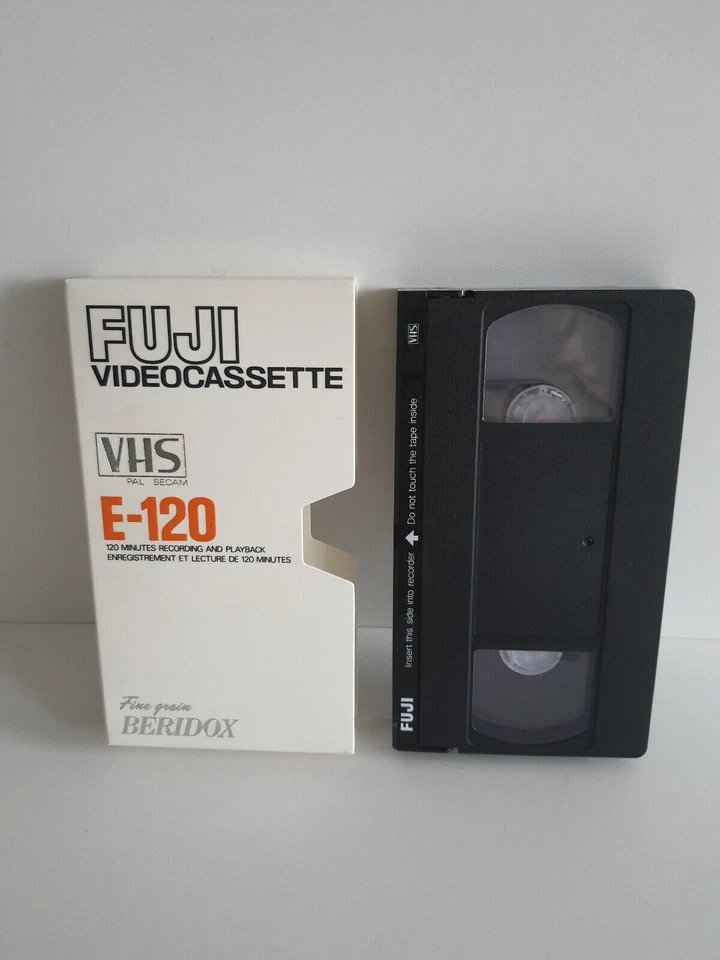 FUJI
VIDEOCASSETTE
VHS
PAL SECAM
E-120
120 MINUTES RECORDING AND PLAYBACK
ENREGISTREMENT ET LECTURE DE 120 MINUTES
Fine grain
BERIDOX
FUJI Insert this side into recorder Do not touch the tape inside VHS